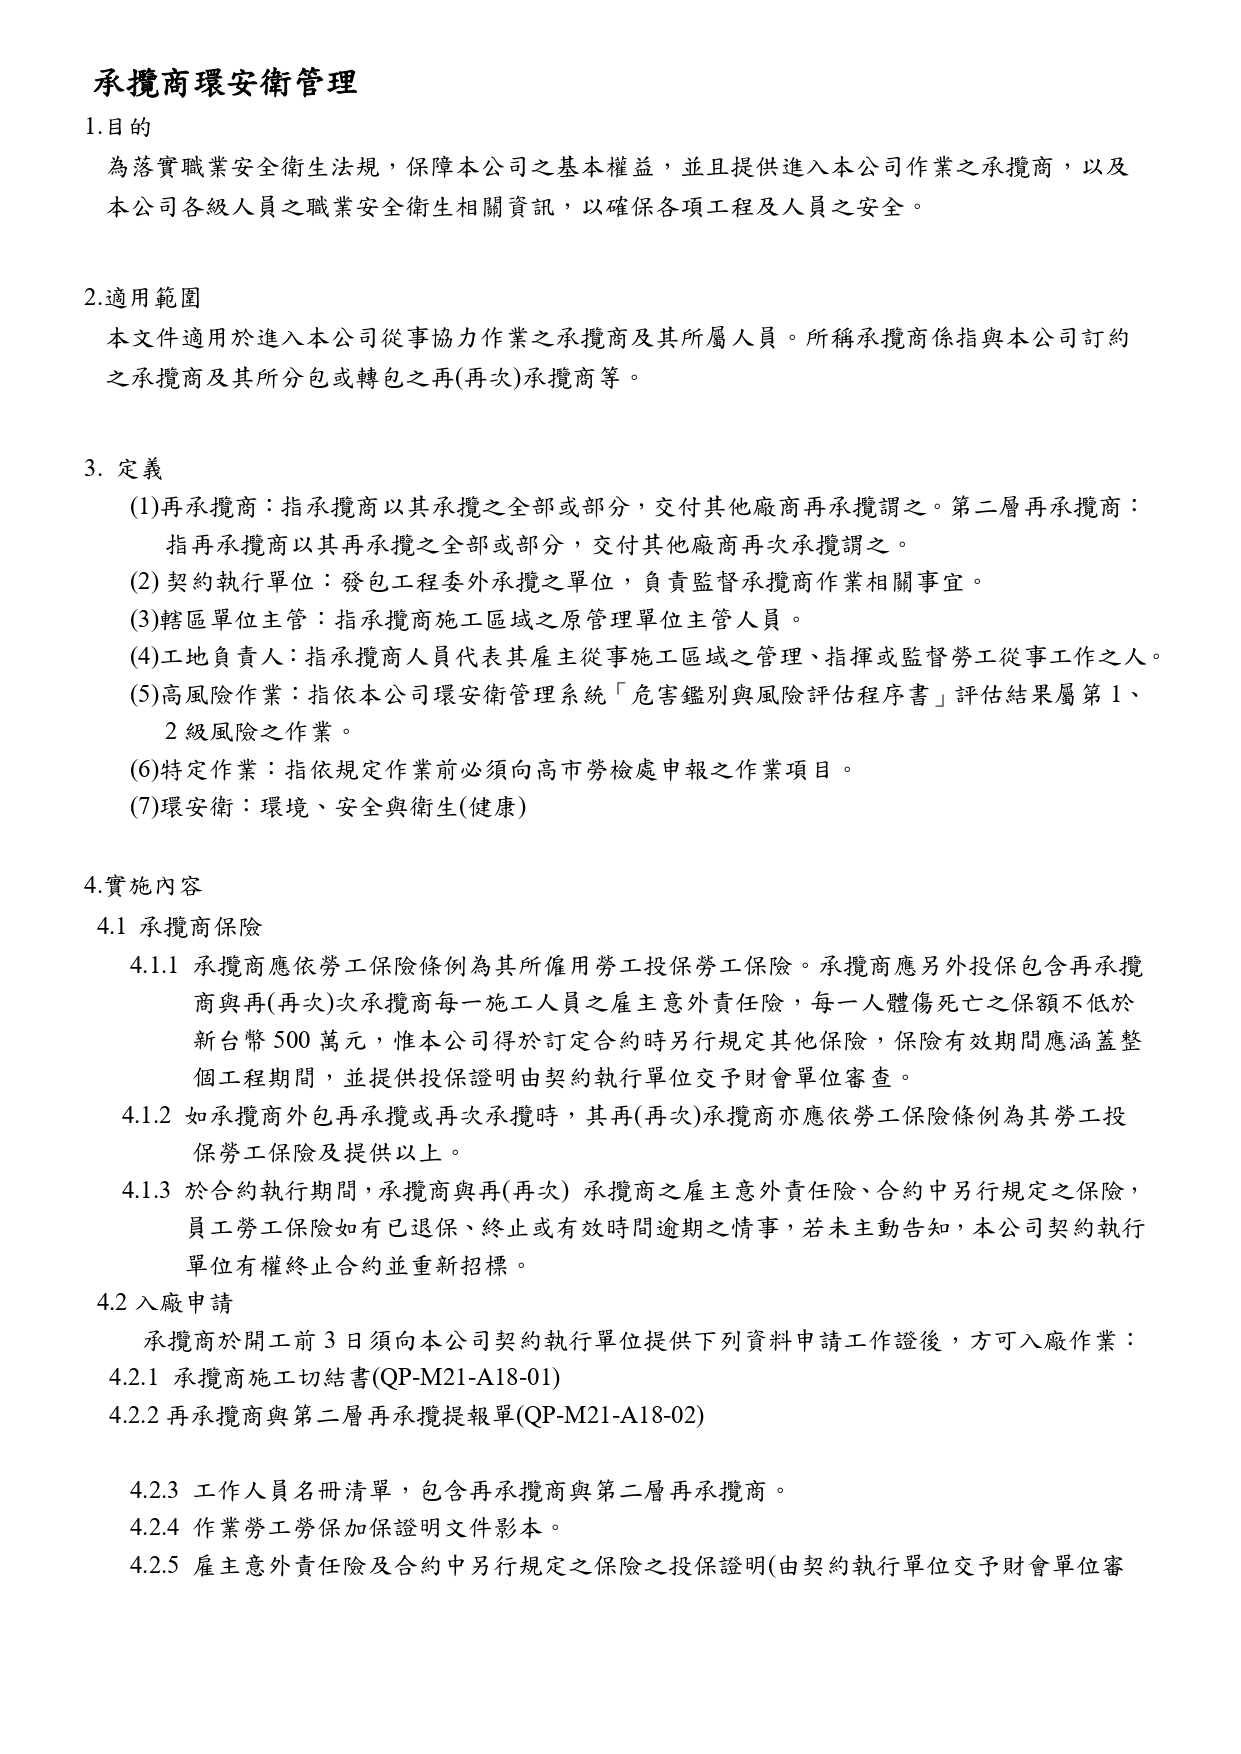 承攬商環安衛管理
1.目的
為落實職業安全衛生法規，保障本公司之基本權益，並且提供進入本公司作業之承攬商，以及
本公司各級人員之職業安全衛生相關資訊，以確保各項工程及人員之安全。
2.適用範圍
本文件適用於進入本公司從事協力作業之承攬商及其所屬人員。所稱承攬商係指與本公司訂約
之承攬商及其所分包或轉包之再(再次)承攬商等。
3. 定義
(1)再承攬商：指承攬商以其承攬之全部或部分，交付其他廠商再承攬謂之。第二層再承攬商：
指再承攬商以其再承攬之全部或部分，交付其他廠商再次承攬謂之。
(2) 契約執行單位：發包工程委外承攬之單位，負責監督承攬商作業相關事宜。
(3)轄區單位主管：指承攬商施工區域之原管理單位主管人員。
(4)工地負責人：指承攬商人員代表其雇主從事施工區域之管理、指揮或監督勞工從事工作之人。
(5)高風險作業：指依本公司環安衛管理系統「危害鑑別與風險評估程序書」評估結果屬第 1、
2 級風險之作業。
(6)特定作業：指依規定作業前必須向高市勞檢處申報之作業項目。
(7)環安衛：環境、安全與衛生(健康)
4.實施內容
4.1 承攬商保險
4.1.1 承攬商應依勞工保險條例為其所僱用勞工投保勞工保險。承攬商應另外投保包含再承攬
商與再(再次)次承攬商每一施工人員之雇主意外責任險，每一人體傷死亡之保額不低於
新台幣 500 萬元，惟本公司得於訂定合約時另行規定其他保險，保險有效期間應涵蓋整
個工程期間，並提供投保證明由契約執行單位交予財會單位審查。
4.1.2 如承攬商外包再承攬或再次承攬時，其再(再次)承攬商亦應依勞工保險條例為其勞工投
保勞工保險及提供以上。
4.1.3 於合約執行期間，承攬商與再(再次) 承攬商之雇主意外責任險、合約中另行規定之保險，
員工勞工保險如有已退保、終止或有效時間逾期之情事，若未主動告知，本公司契約執行
單位有權終止合約並重新招標。
4.2 入廠申請
承攬商於開工前 3 日須向本公司契約執行單位提供下列資料申請工作證後，方可入廠作業：
4.2.1 承攬商施工切結書(QP-M21-A18-01)
4.2.2 再承攬商與第二層再承攬提報單(QP-M21-A18-02)
4.2.3 工作人員名冊清單，包含再承攬商與第二層再承攬商。
4.2.4 作業勞工勞保加保證明文件影本。
4.2.5 雇主意外責任險及合約中另行規定之保險之投保證明(由契約執行單位交予財會單位審